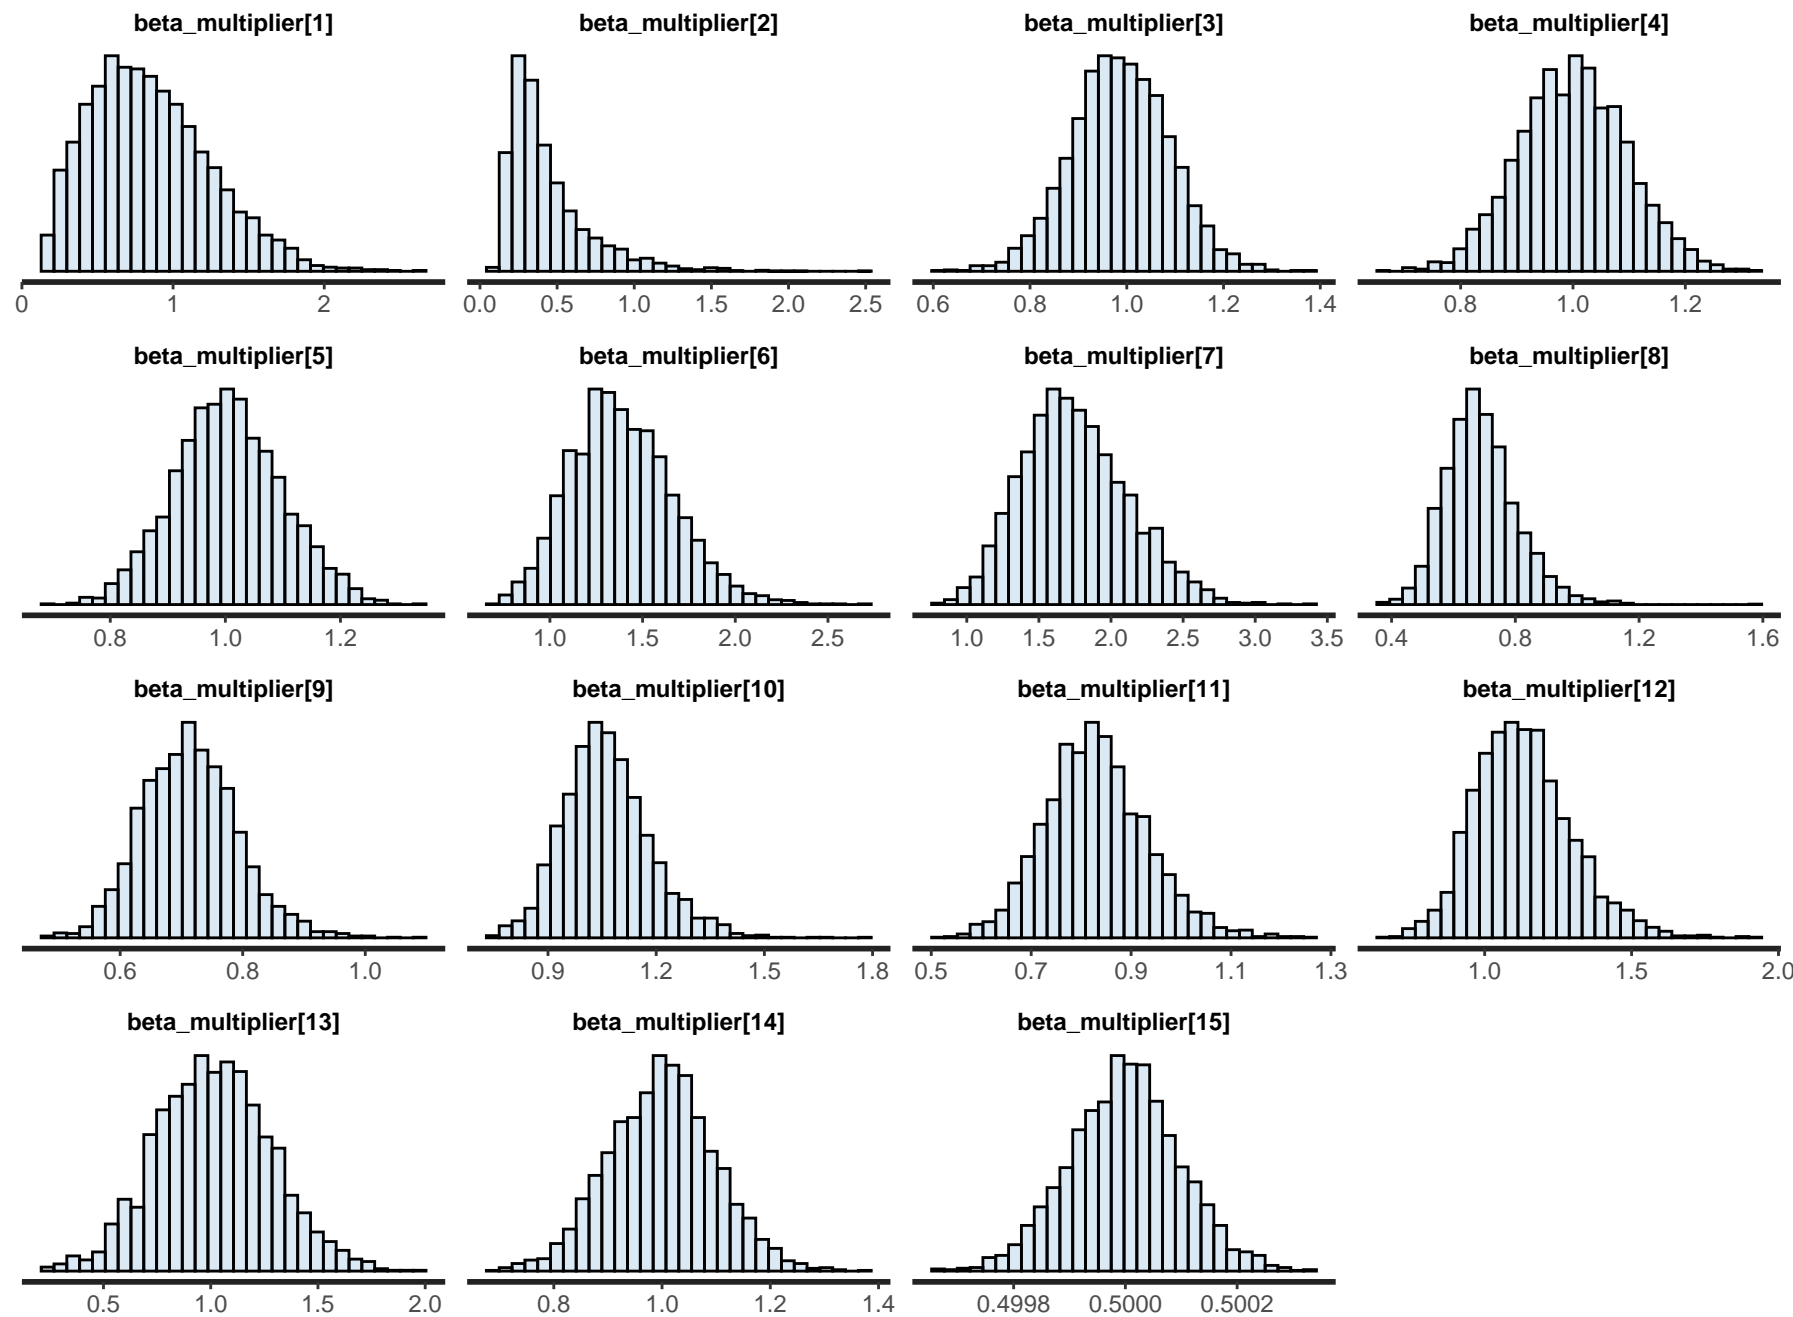 beta_multiplier[1] beta_multiplier[2] beta_multiplier[3] beta_multiplier[4]
0 1 2 0.0 0.5 1.0 1.5 2.0 2.5 0.6 0.8 1.0 1.2 1.4 0.8 1.0 1.2
beta_multiplier[5] beta_multiplier[6] beta_multiplier[7] beta_multiplier[8]
0.8 1.0 1.2 1.0 1.5 2.0 2.5 1.0 1.5 2.0 2.5 3.0 3.5 0.4 0.8 1.2 1.6
beta_multiplier[9] beta_multiplier[10] beta_multiplier[11] beta_multiplier[12]
0.6 0.8 1.0 0.9 1.2 1.5 1.8 0.5 0.7 0.9 1.1 1.3 1.0 1.5 2.0
beta_multiplier[13] beta_multiplier[14] beta_multiplier[15]
0.5 1.0 1.5 2.0 0.8 1.0 1.2 1.4 0.4998 0.5000 0.5002